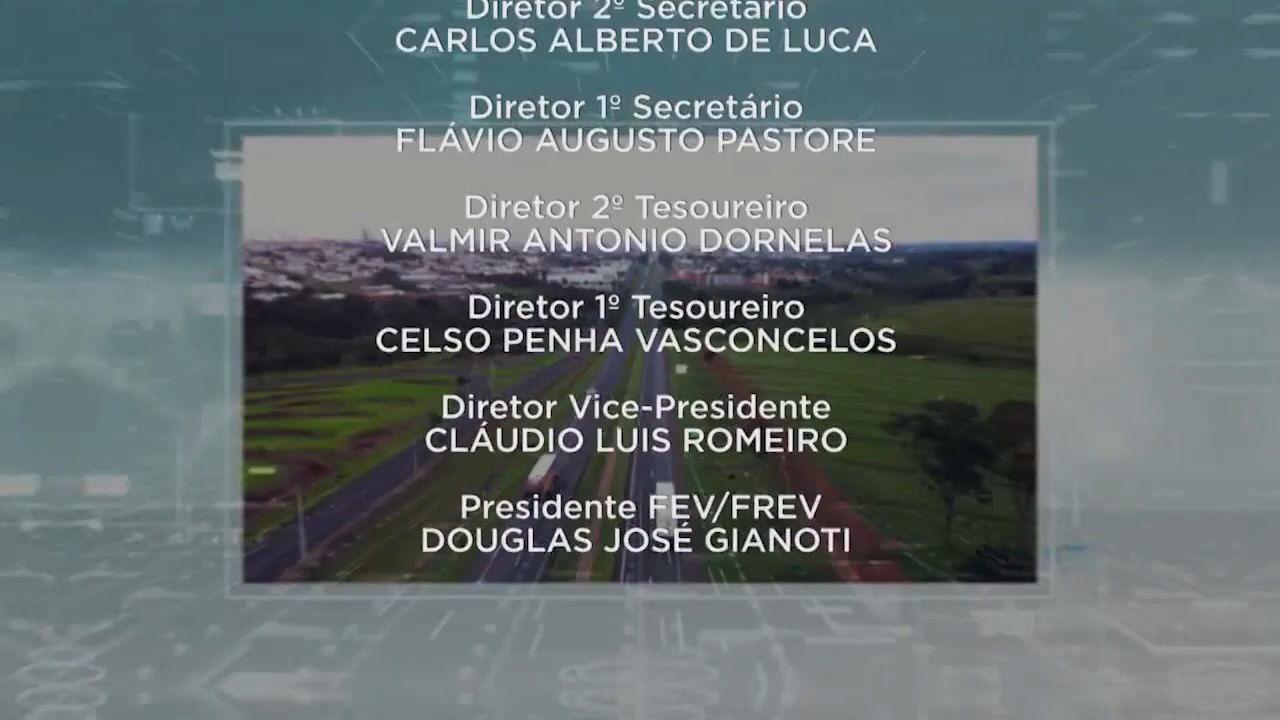 Diretor 2º Secretário
CARLOS ALBERTO DE LUCA
Diretor 1º Secretário
FLÁVIO AUGUSTO PASTORE
Diretor 2º Tesoureiro
VALMIR ANTONIO DORNELAS
Diretor 1º Tesoureiro
CELSO PENHA VASCONCELOS
Diretor Vice-Presidente
CLÁUDIO LUIS ROMEIRO
Presidente FEV/FREV
DOUGLAS JOSÉ GIANOTI